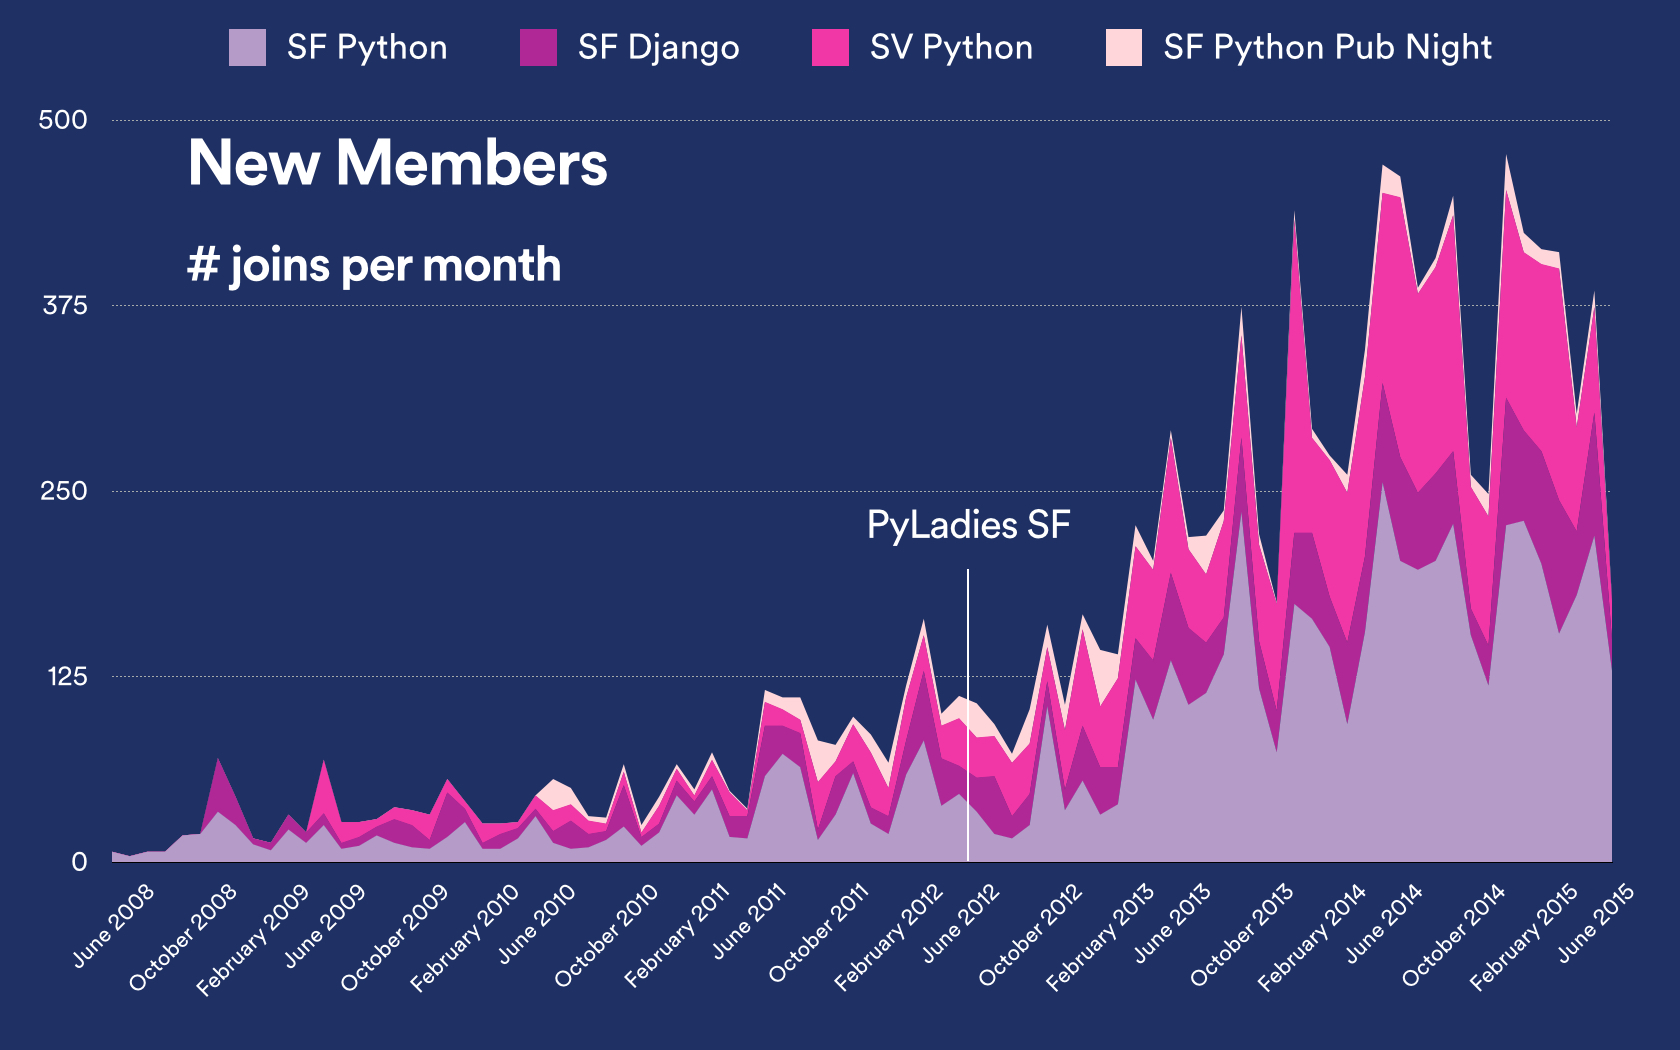 SF Python
SF Django
SV Python
SF Python Pub Night
New Members
# joins per month
500
375
250
125
0
PyLadies SF
June 2008
October 2008
February 2009
June 2009
October 2009
February 2010
June 2010
October 2010
February 2011
June 2011
October 2011
February 2012
June 2012
October 2012
February 2013
June 2013
October 2013
February 2014
June 2014
October 2014
February 2015
June 2015